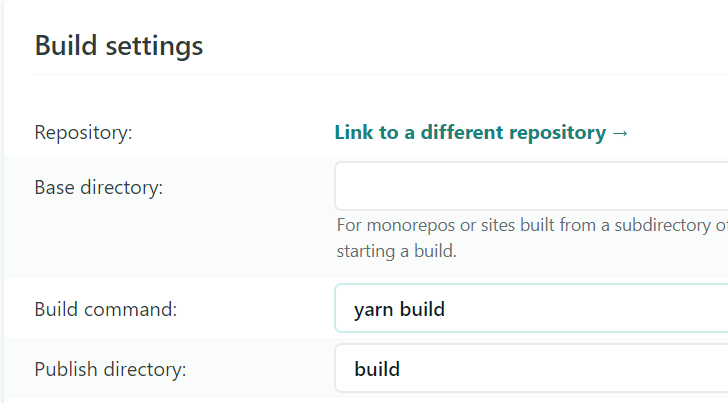 Build settings
Repository:
Link to a different repository →
Base directory:
For monorepos or sites built from a subdirectory
starting a build.
Build command:
yarn build
Publish directory:
build